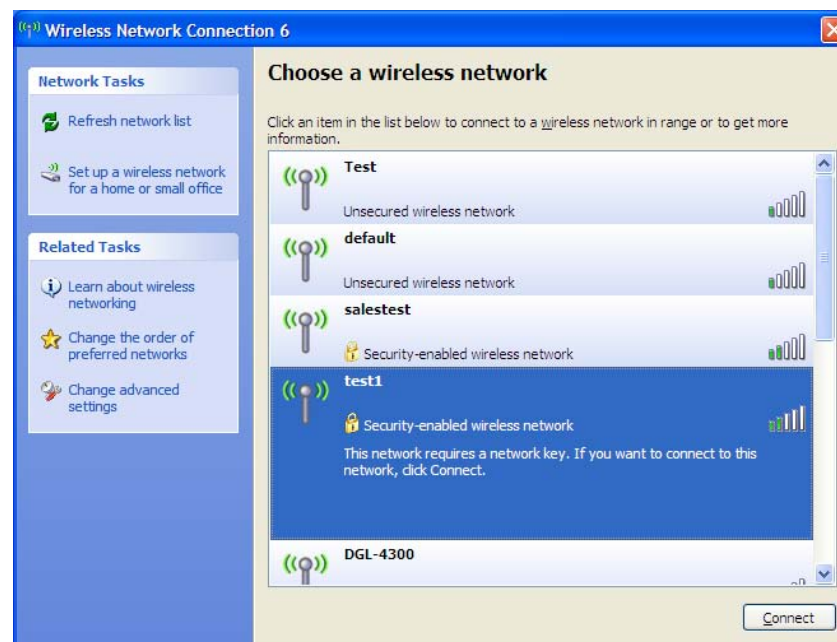 Wireless Network Connection 6
Network Tasks
Refresh network list
Set up a wireless network
for a home or small office
Related Tasks
Learn about wireless
networking
Change the order of
preferred networks
Change advanced
settings
Choose a wireless network
Click an item in the list below to connect to a wireless network in range or to get more
information.
Test
Unsecured wireless network
default
Unsecured wireless network
salestest
Security-enabled wireless network
test1
Security-enabled wireless network
This network requires a network key. If you want to connect to this
network, click Connect.
DGL-4300
Connect